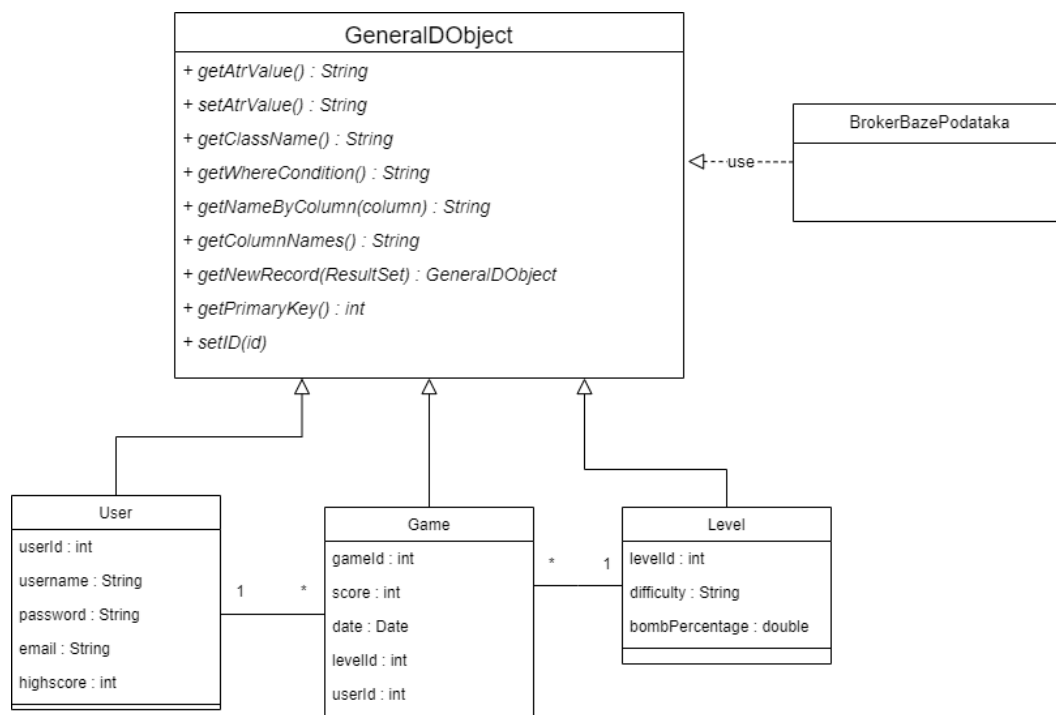 GeneralDObject
+ getAtrValue() : String
+ setAtrValue() : String
+ getClassName() : String
+ getWhereCondition() : String
+ getNameByColumn(column) : String
+ getColumnNames() : String
+ getNewRecord(ResultSet) : GeneralDObject
+ getPrimaryKey() : int
+ setID(id)
BrokerBazePodataka
use
User
userId : int
username : String
password : String
email : String
highscore : int
1
*
Game
gameId : int
score : int
date : Date
levelId : int
userId : int
*
1
Level
levelId : int
difficulty : String
bombPercentage : double